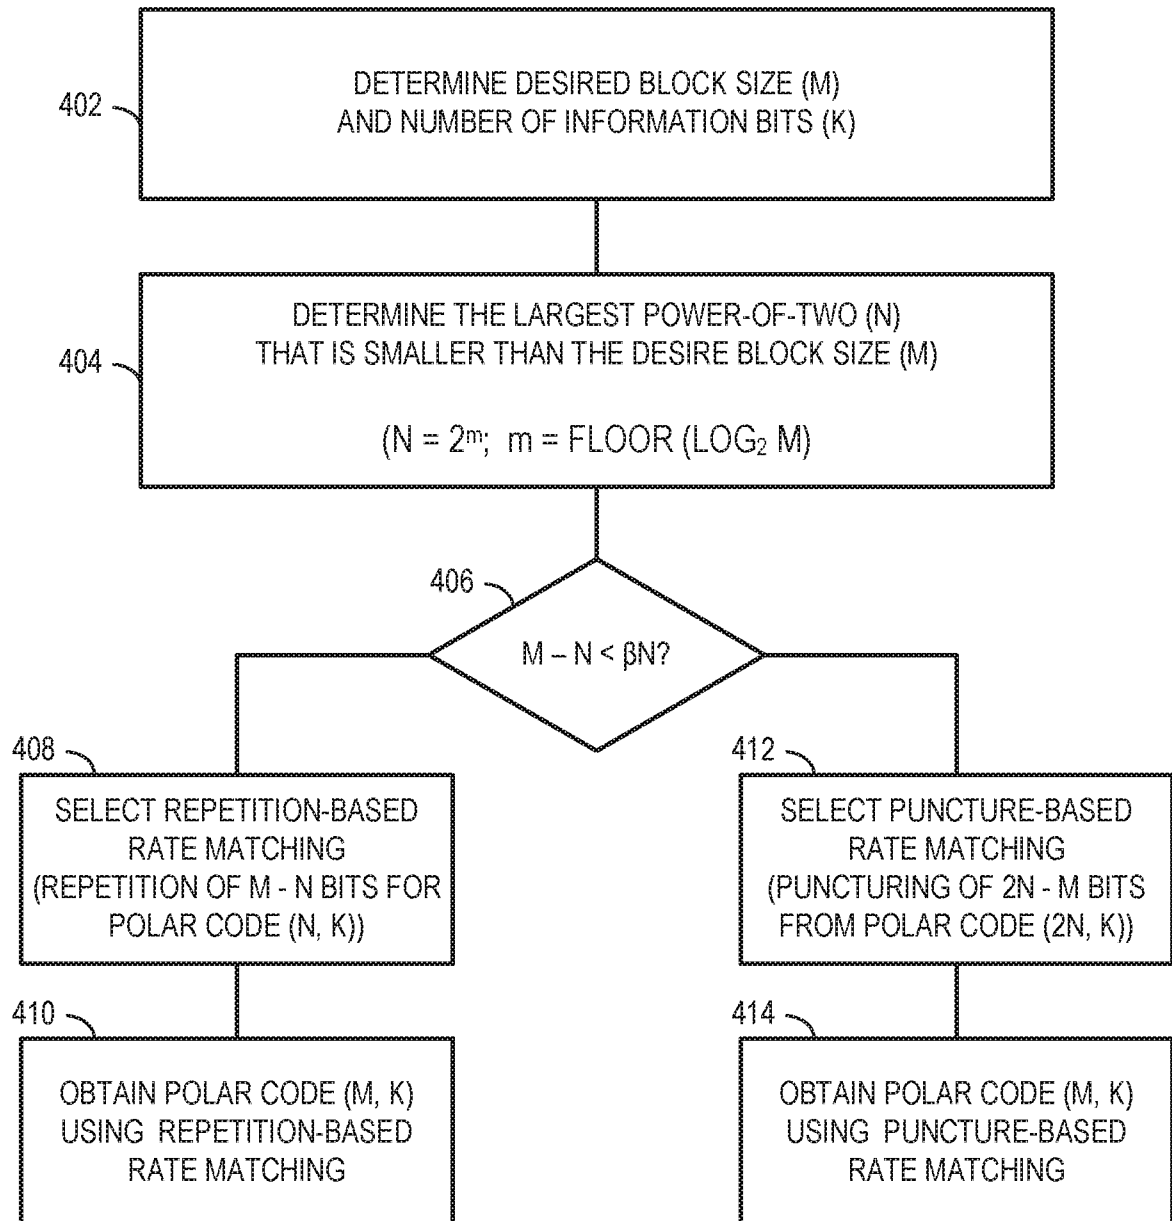 402
DETERMINE DESIRED BLOCK SIZE (M)
AND NUMBER OF INFORMATION BITS (K)
404
DETERMINE THE LARGEST POWER-OF-TWO (N)
THAT IS SMALLER THAN THE DESIRE BLOCK SIZE (M)
(N = 2ᵐ; m = FLOOR (LOG₂ M)
406
M – N < βN?
408
SELECT REPETITION-BASED
RATE MATCHING
(REPETITION OF M - N BITS FOR
POLAR CODE (N, K))
412
SELECT PUNCTURE-BASED
RATE MATCHING
(PUNCTURING OF 2N - M BITS
FROM POLAR CODE (2N, K))
410
OBTAIN POLAR CODE (M, K)
USING REPETITION-BASED
RATE MATCHING
414
OBTAIN POLAR CODE (M, K)
USING PUNCTURE-BASED
RATE MATCHING